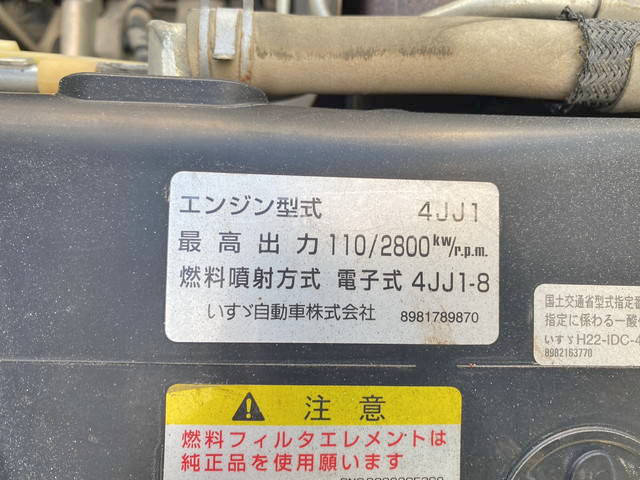 エンジン型式 4JJ1
最高出力 110/2800kw/r.p.m.
燃料噴射方式 電子式 4JJ1-8
いすゞ自動車株式会社 8981789870
国土交通省型式指定番
指定に係わる一酸
いすゞH22-IDC-4
8982163770
注意
燃料フィルタエレメントは
純正品を使用願います